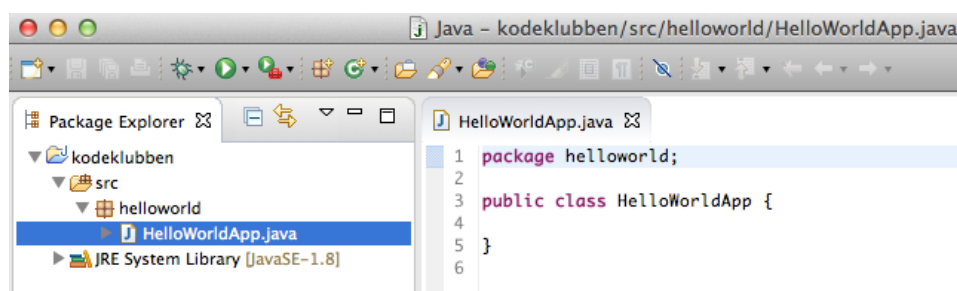 Java – kodeklubben/src/helloworld/HelloWorldApp.java
Package Explorer
kodeklubben
src
helloworld
HelloWorldApp.java
JRE System Library [JavaSE-1.8]
HelloWorldApp.java
1 package helloworld;
2
3 public class HelloWorldApp {
4
5 }
6